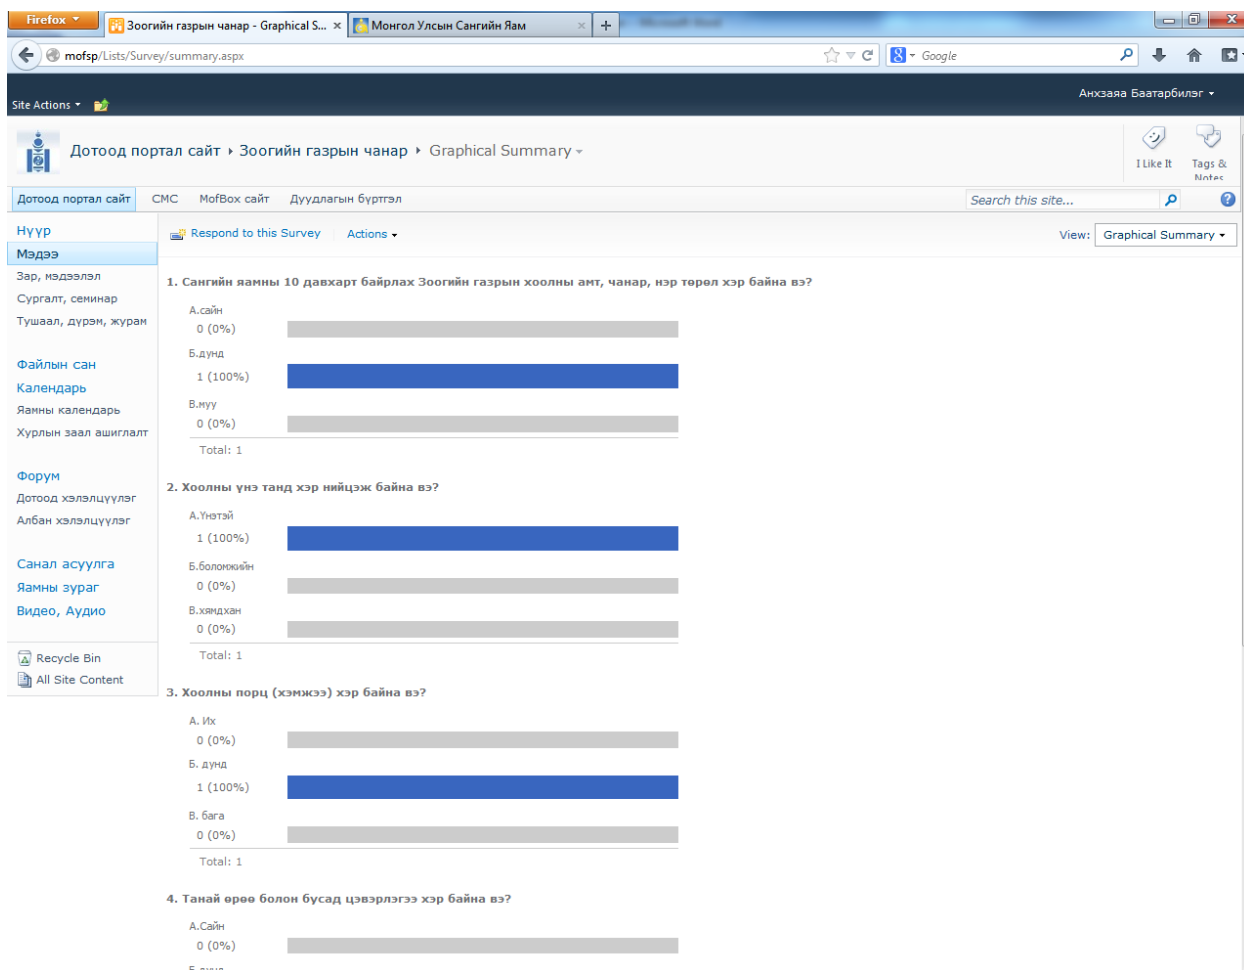 Firefox
Зоогийн газрын чанар - Graphical S...
Монгол Улсын Сангийн Яам
mofsp/Lists/Survey/summary.aspx
Google
Site Actions
Анхзаяа Баатарбилэг
Дотоод портал сайт Зоогийн газрын чанар Graphical Summary
I Like It
Tags & Notes
Дотоод портал сайт СМС MofBox сайт Дуудлагын бүртгэл
Search this site...
Нүүр
Мэдээ
Зар, мэдээлэл
Сургалт, семинар
Тушаал, дүрэм, журам
Файлын сан
Календарь
Яамны календарь
Хурлын заал ашиглалт
Форум
Дотоод хэлэлцүүлэг
Албан хэлэлцүүлэг
Санал асуулга
Яамны зураг
Видео, Аудио
Recycle Bin
All Site Content
Respond to this Survey Actions
View: Graphical Summary
1. Сангийн яамны 10 давхарт байрлах Зоогийн газрын хоолны амт, чанар, нэр төрөл хэр байна вэ?
А.сайн
0 (0%)
Б.дунд
1 (100%)
В.муу
0 (0%)
Total: 1
2. Хоолны үнэ танд хэр нийцэж байна вэ?
А.Үнэтэй
1 (100%)
Б.боломжийн
0 (0%)
В.хямдхан
0 (0%)
Total: 1
3. Хоолны порц (хэмжээ) хэр байна вэ?
А. Их
0 (0%)
Б. дунд
1 (100%)
В. бага
0 (0%)
Total: 1
4. Танай өрөө болон бусад цэвэрлэгээ хэр байна вэ?
А.Сайн
0 (0%)
Б.дунд